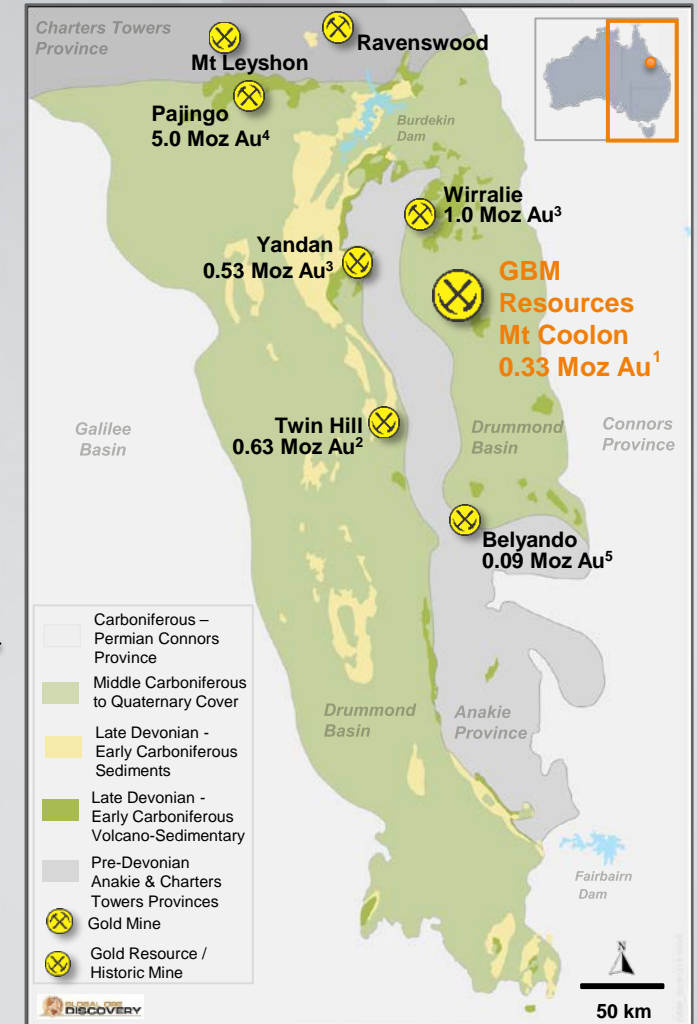 Charters Towers
Province
Mt Leyshon
Ravenswood
Pajingo
5.0 Moz Au⁴
Burdekin
Dam
Wirralie
1.0 Moz Au³
Yandan
0.53 Moz Au³
GBM
Resources
Mt Coolon
0.33 Moz Au¹
Galilee
Basin
Twin Hill
0.63 Moz Au²
Drummond
Basin
Connors
Province
Belyando
0.09 Moz Au⁵
Carboniferous –
Permian Connors
Province
Middle Carboniferous
to Quaternary Cover
Late Devonian -
Early Carboniferous
Sediments
Late Devonian -
Early Carboniferous
Volcano-Sedimentary
Pre-Devonian
Anakie & Charters
Towers Provinces
Gold Mine
Gold Resource /
Historic Mine
Drummond
Basin
Anakie
Province
Fairbairn
Dam
N
50 km
GLOBAL ORE
DISCOVERY